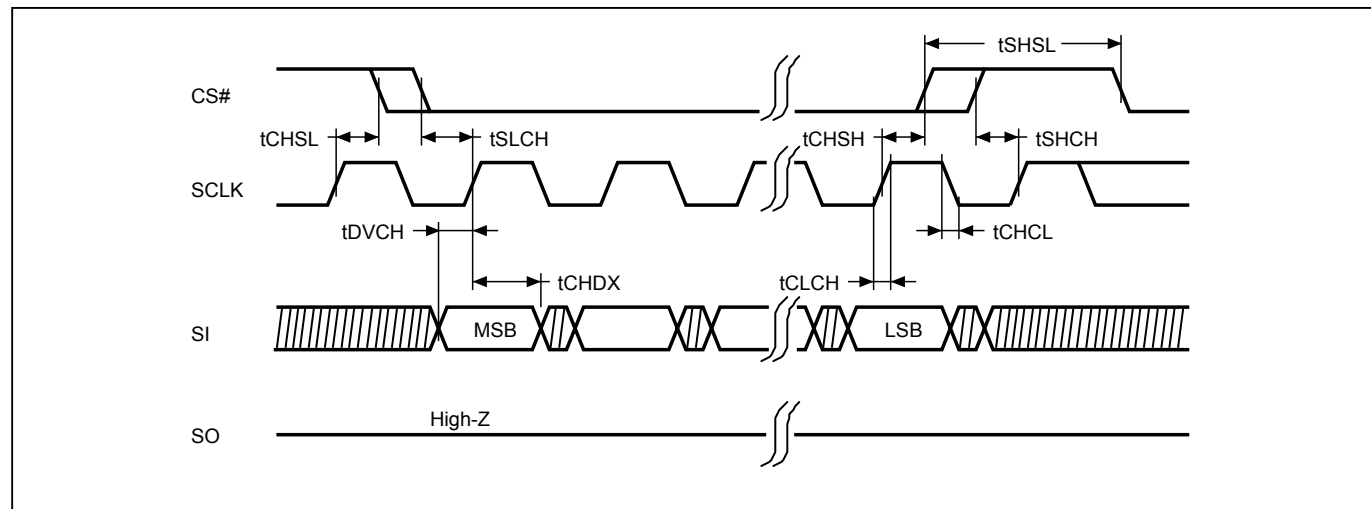 tSHSL
CS#
tCHSL
tSLCH
tCHSH
tSHCH
SCLK
tDVCH
tCHCL
tCHDX
tCLCH
SI
MSB
LSB
High-Z
SO